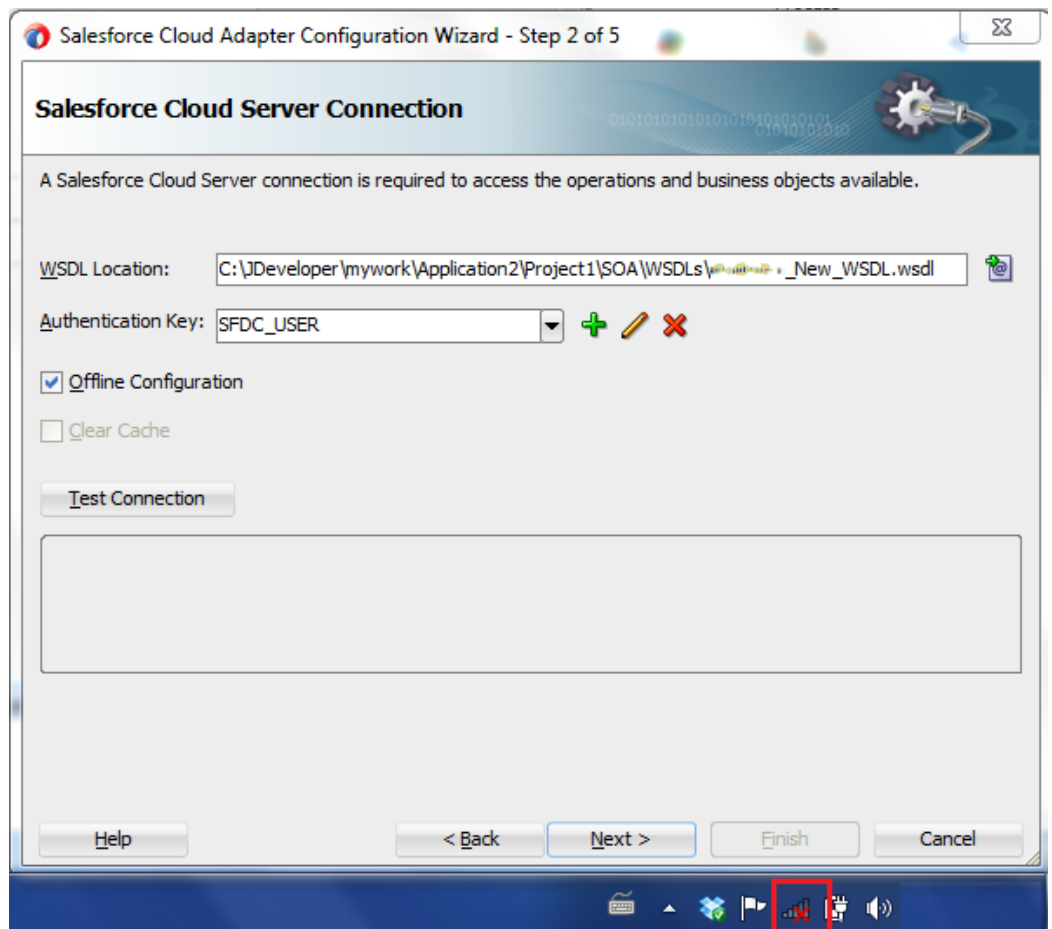 Salesforce Cloud Adapter Configuration Wizard - Step 2 of 5
Salesforce Cloud Server Connection
A Salesforce Cloud Server connection is required to access the operations and business objects available.
WSDL Location: C:\JDeveloper\mywork\Application2\Project1\SOA\WSDLs\ _New_WSDL.wsdl
Authentication Key: SFDC_USER
Offline Configuration
Clear Cache
Test Connection
Help < Back Next > Finish Cancel